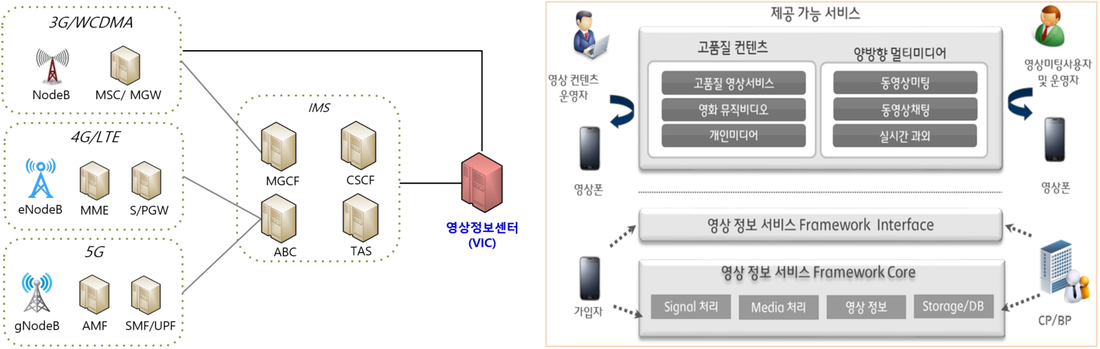 3G/WCDMA
NodeB
MSC/ MGW
4G/LTE
eNodeB
MME
S/PGW
5G
gNodeB
AMF
SMF/UPF
IMS
MGCF
CSCF
ABC
TAS
영상정보센터
(VIC)
제공 가능 서비스
영상 컨텐츠
운영자
영상폰
고품질 컨텐츠
고품질 영상서비스
영화 뮤직비디오
개인미디어
양방향 멀티미디어
동영상미팅
동영상채팅
실시간 과외
영상미팅사용자
및 운영자
영상폰
영상 정보 서비스 Framework Interface
영상 정보 서비스 Framework Core
Signal 처리
Media 처리
영상 정보
Storage/DB
가입자
CP/BP